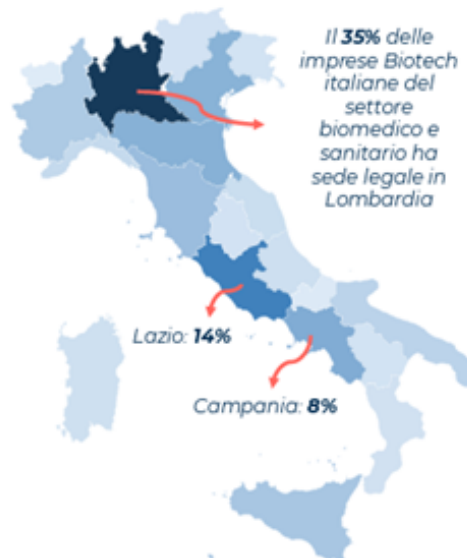 Il 35% delle
imprese Biotech
italiane del
settore
biomedico e
sanitario ha
sede legale in
Lombardia
Lazio: 14%
Campania: 8%